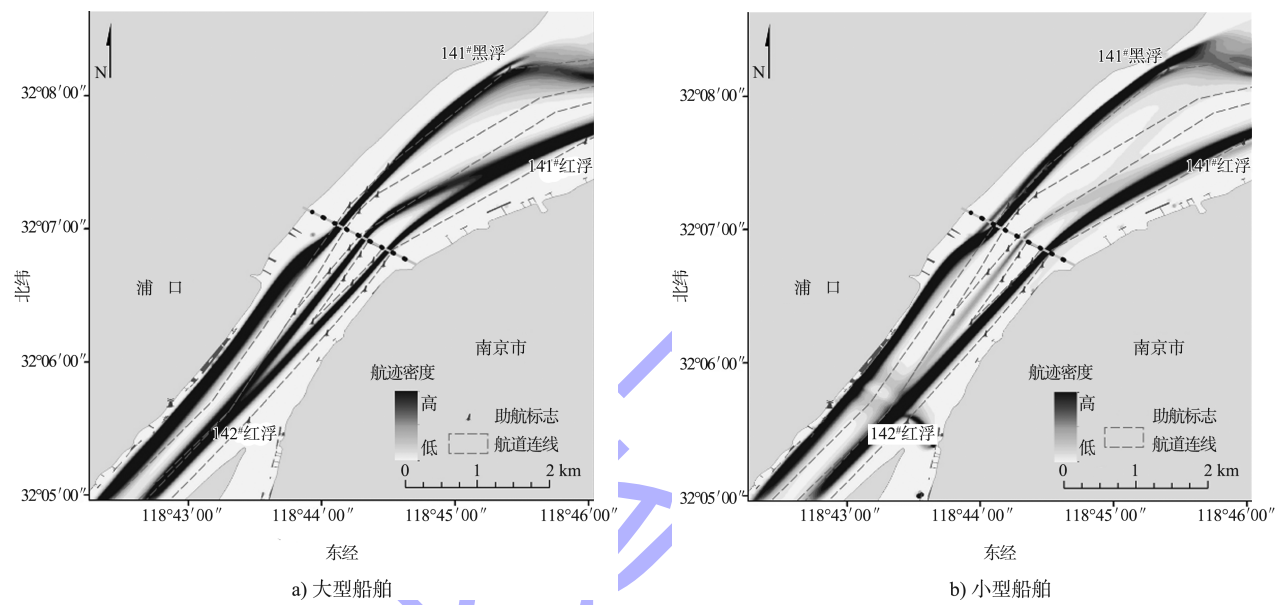 141#黑浮
N
32°08′00″
141#红浮
32°07′00″
北纬
浦 口
南京市
32°06′00″
航迹密度
高
低
助航标志
航道连线
142#红浮
0 1 2 km
32°05′00″
118°43′00″ 118°44′00″ 118°45′00″ 118°46′00″
东经
a) 大型船舶
141#黑浮
N
32°08′00″
141#红浮
32°07′00″
北纬
浦 口
南京市
32°06′00″
航迹密度
高
低
助航标志
航道连线
142#红浮
0 1 2 km
32°05′00″
118°43′00″ 118°44′00″ 118°45′00″ 118°46′00″
东经
b) 小型船舶